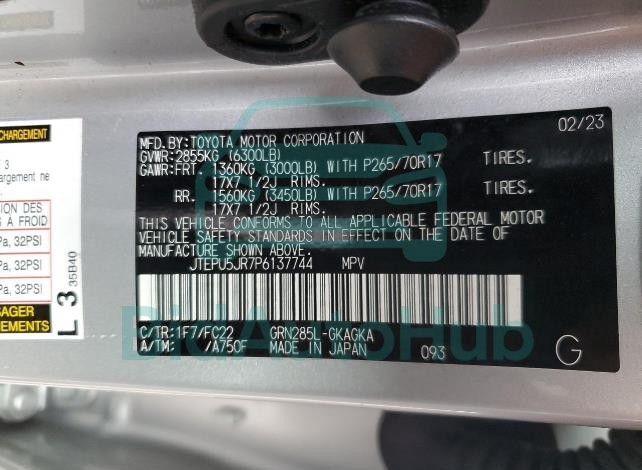 02/23
MFD.BY:TOYOTA MOTOR CORPORATION
GVWR:2855KG (6300LB)
GAWR:FRT. 1360KG (3000LB) WITH P265/70R17 TIRES.
17X7 1/2J RIMS.
RR. 1560KG (3450LB) WITH P265/70R17 TIRES.
17X7 1/2J RIMS.
THIS VEHICLE CONFORMS TO ALL APPLICABLE FEDERAL MOTOR
VEHICLE SAFETY STANDARDS IN EFFECT ON THE DATE OF
MANUFACTURE SHOWN ABOVE.
JTEPU5JR7P6137744 MPV
C/TR:1F7/FC22 GRN285L-GKAGKA
A/TM: /A750F MADE IN JAPAN 093 G
BidAutoHub
CHARGEMENT
3
hargement ne
SION DES
À FROID
Pa, 32PSI
Pa, 32PSI
Pa, 32PSI
SAGER
NEMENTS
L 3 35B40